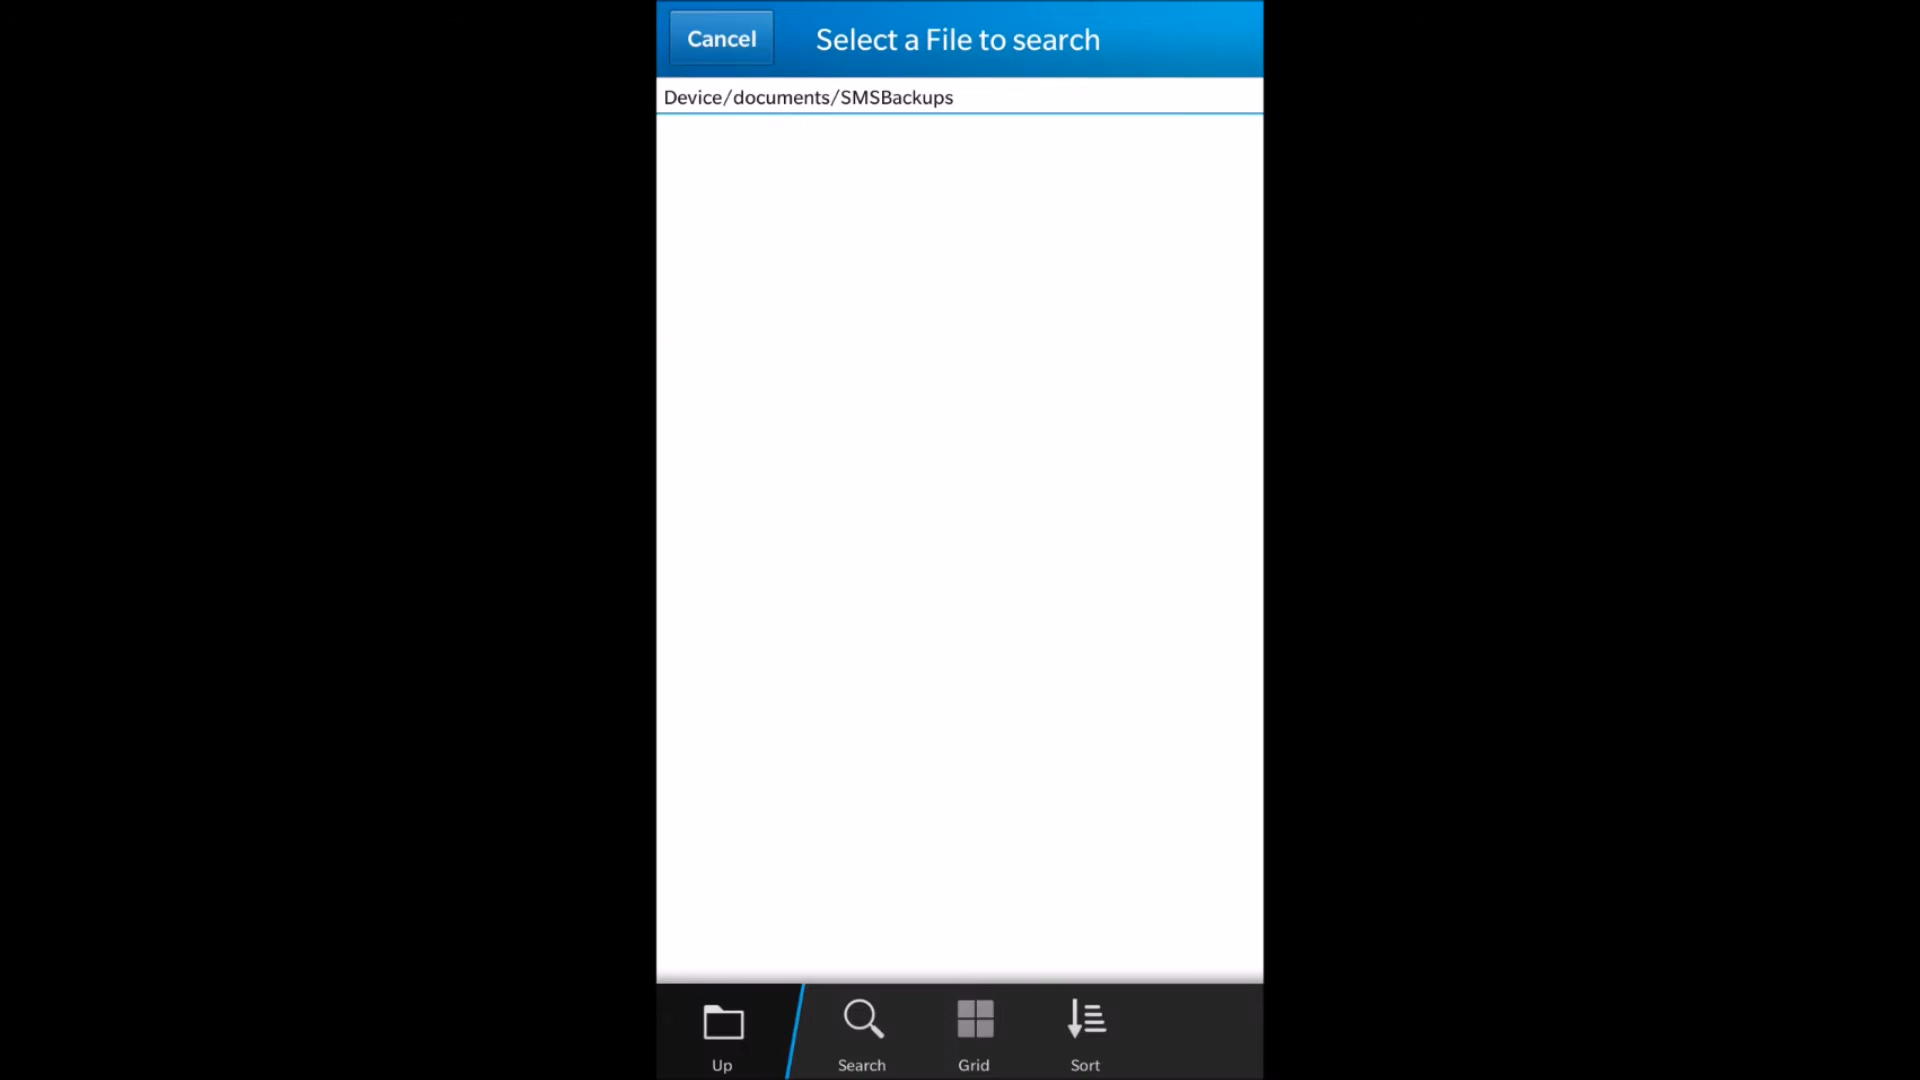 Cancel
Select a File to search
Device/documents/SMSBackups
Up
Search
Grid
Sort